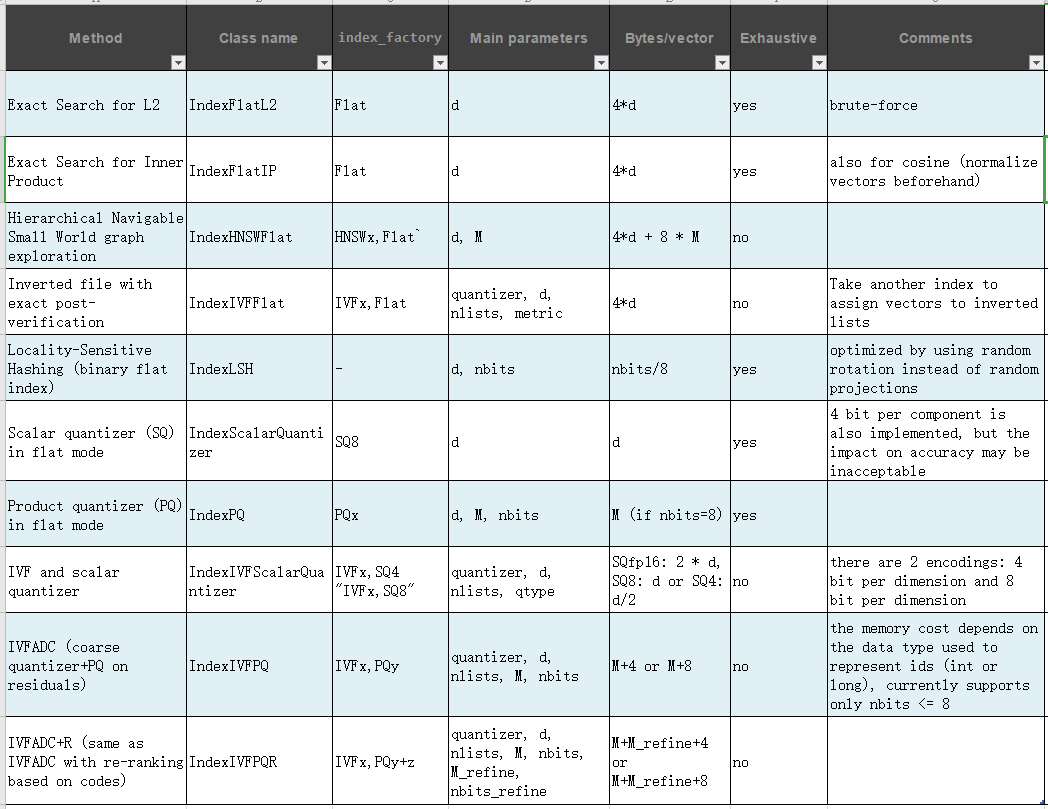 Method
Class name
index_factory
Main parameters
Bytes/vector
Exhaustive
Comments
Exact Search for L2
IndexFlatL2
Flat
d
4*d
yes
brute-force
Exact Search for Inner
Product
IndexFlatIP
Flat
d
4*d
yes
also for cosine (normalize
vectors beforehand)
Hierarchical Navigable
Small World graph
exploration
IndexHNSWFlat
HNSWx,Flat`
d, M
4*d + 8 * M
no
Inverted file with
exact post-
verification
IndexIVFFlat
IVFx,Flat
quantizer, d,
nlists, metric
4*d
no
Take another index to
assign vectors to inverted
lists
Locality-Sensitive
Hashing (binary flat
index)
IndexLSH
-
d, nbits
nbits/8
yes
optimized by using random
rotation instead of random
projections
Scalar quantizer (SQ)
in flat mode
IndexScalarQuanti
zer
SQ8
d
d
yes
4 bit per component is
also implemented, but the
impact on accuracy may be
inacceptable
Product quantizer (PQ)
in flat mode
IndexPQ
PQx
d, M, nbits
M (if nbits=8)
yes
IVF and scalar
quantizer
IndexIVFScalarQua
ntizer
IVFx,SQ4
"IVFx,SQ8"
quantizer, d,
nlists, qtype
SQfp16: 2 * d,
SQ8: d or SQ4:
d/2
no
there are 2 encodings: 4
bit per dimension and 8
bit per dimension
IVFADC (coarse
quantizer+PQ on
residuals)
IndexIVFPQ
IVFx,PQy
quantizer, d,
nlists, M, nbits
M+4 or M+8
no
the memory cost depends on
the data type used to
represent ids (int or
long), currently supports
only nbits <= 8
IVFADC+R (same as
IVFADC with re-ranking
based on codes)
IndexIVFPQR
IVFx,PQy+z
quantizer, d,
nlists, M, nbits,
M_refine,
nbits_refine
M+M_refine+4
or
M+M_refine+8
no